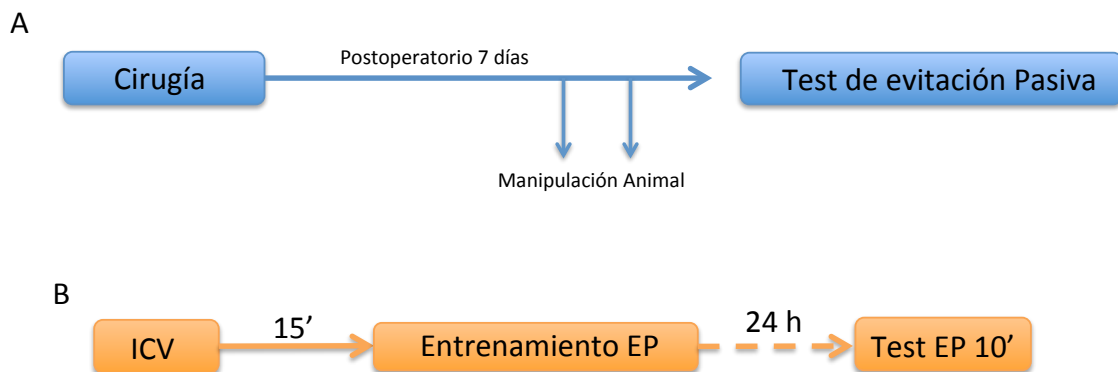 A
Postoperatorio 7 días
Cirugía
Test de evitación Pasiva
Manipulación Animal
B
15’
24 h
ICV
Entrenamiento EP
Test EP 10’